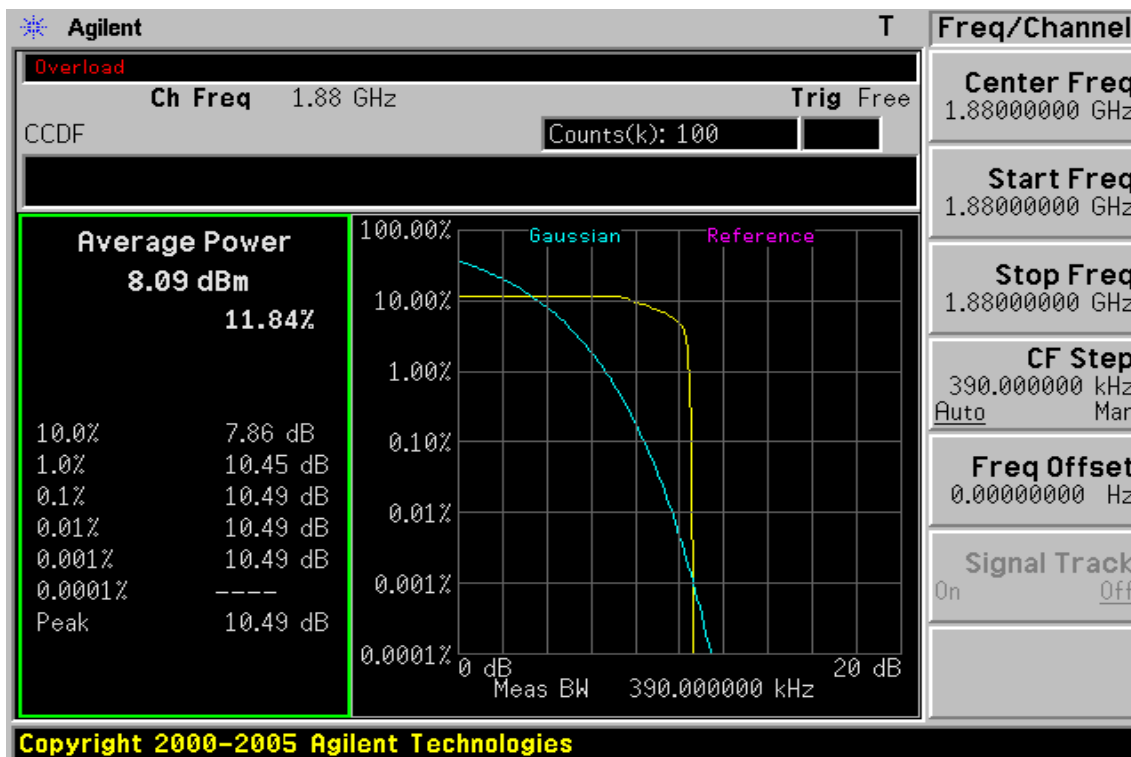 Agilent T
Overload
Ch Freq 1.88 GHz Trig Free
CCDF Counts(k): 100
Average Power
8.09 dBm
11.84%
10.0% 7.86 dB
1.0% 10.45 dB
0.1% 10.49 dB
0.01% 10.49 dB
0.001% 10.49 dB
0.0001% ----
Peak 10.49 dB
Gaussian Reference
100.00%
10.00%
1.00%
0.10%
0.01%
0.001%
0.0001%
0 dB 20 dB
Meas BW 390.000000 kHz
Freq/Channel
Center Freq
1.88000000 GHz
Start Freq
1.88000000 GHz
Stop Freq
1.88000000 GHz
CF Step
390.000000 kHz
Auto Man
Freq Offset
0.00000000 Hz
Signal Track
On Off
Copyright 2000-2005 Agilent Technologies